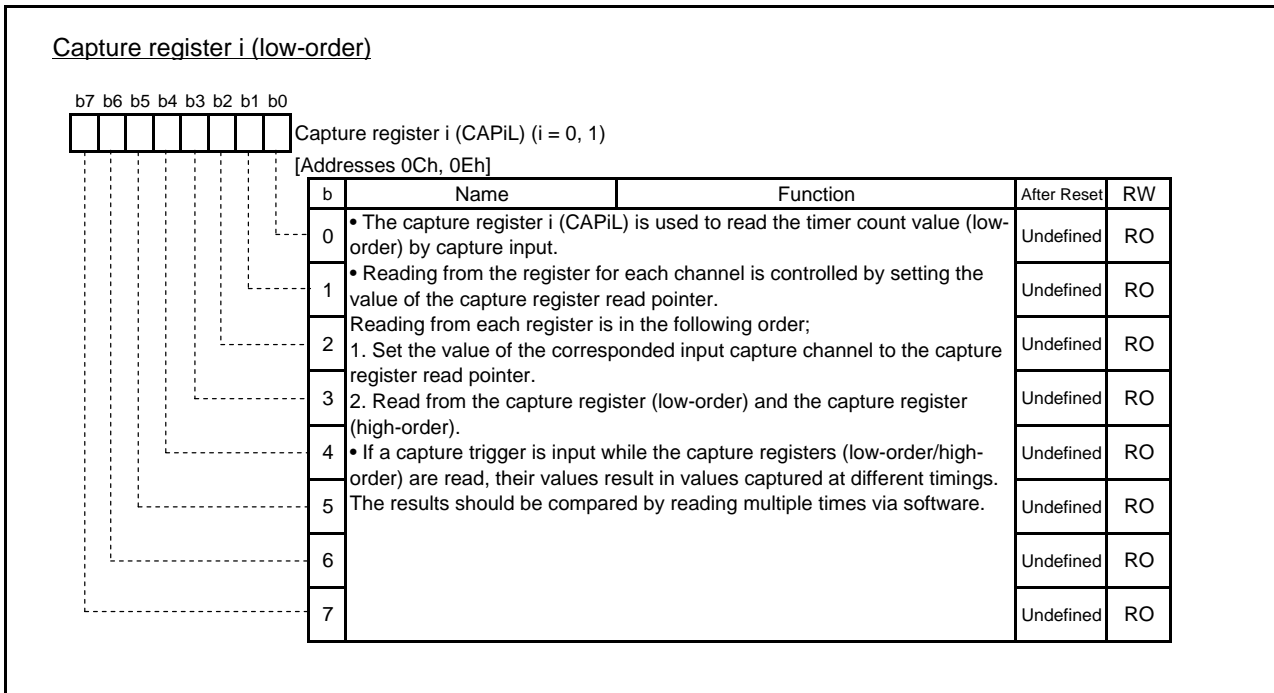 Capture register i (low-order)
b7 b6 b5 b4 b3 b2 b1 b0
Capture register i (CAPiL) (i = 0, 1)
[Addresses 0Ch, 0Eh]
b Name Function After Reset RW
0 • The capture register i (CAPiL) is used to read the timer count value (low- Undefined RO
order) by capture input.
1 • Reading from the register for each channel is controlled by setting the Undefined RO
value of the capture register read pointer.
Reading from each register is in the following order;
2 1. Set the value of the corresponded input capture channel to the capture Undefined RO
register read pointer.
3 2. Read from the capture register (low-order) and the capture register Undefined RO
(high-order).
4 • If a capture trigger is input while the capture registers (low-order/high- Undefined RO
order) are read, their values result in values captured at different timings.
5 The results should be compared by reading multiple times via software. Undefined RO
6 Undefined RO
7 Undefined RO